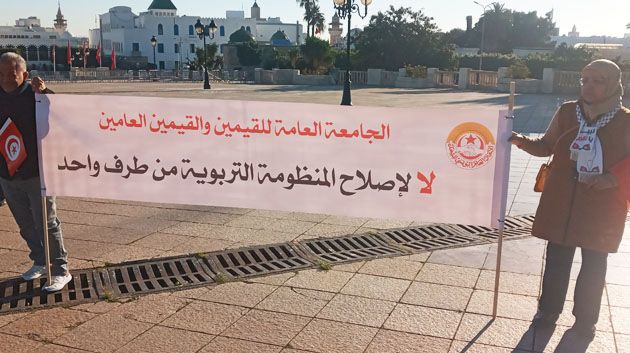 الجامعة العامة للقيمين والقيمين العامين
لا لإصلاح المنظومة التربوية من طرف واحد